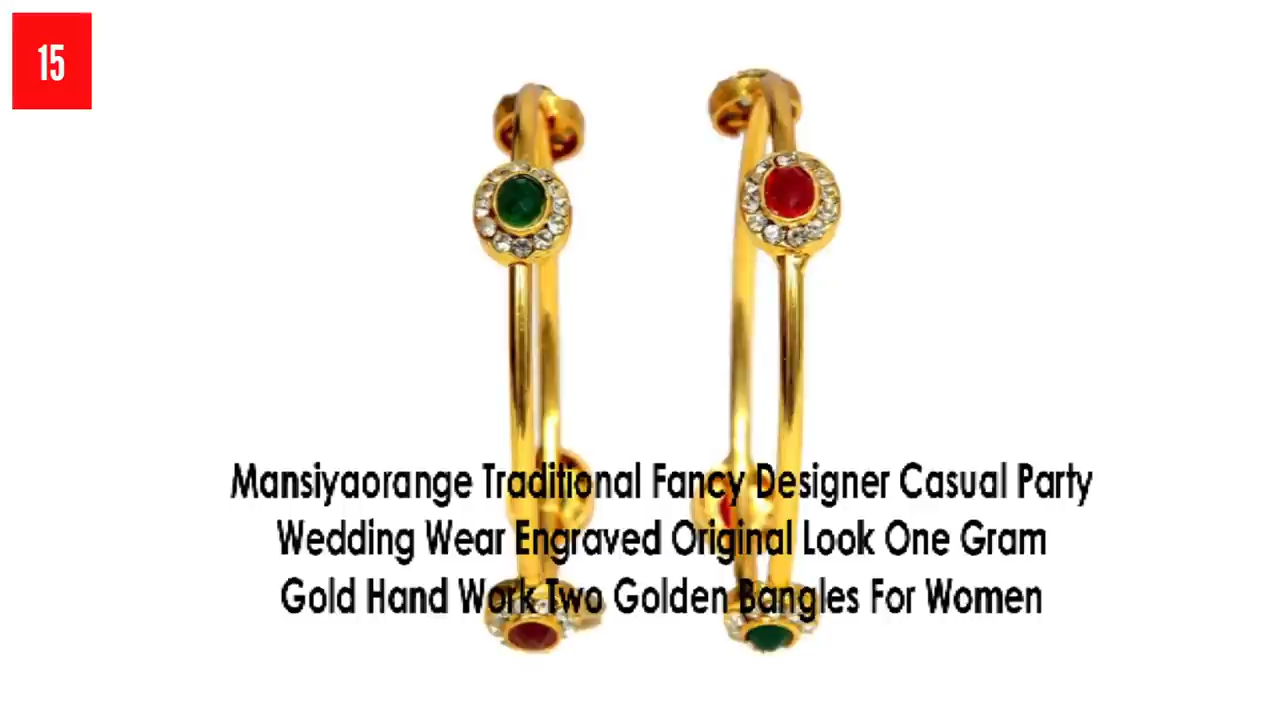 15
Mansiyaorange Traditional Fancy Designer Casual Party
Wedding Wear Engraved Original Look One Gram
Gold Hand Work Two Golden Bangles For Women